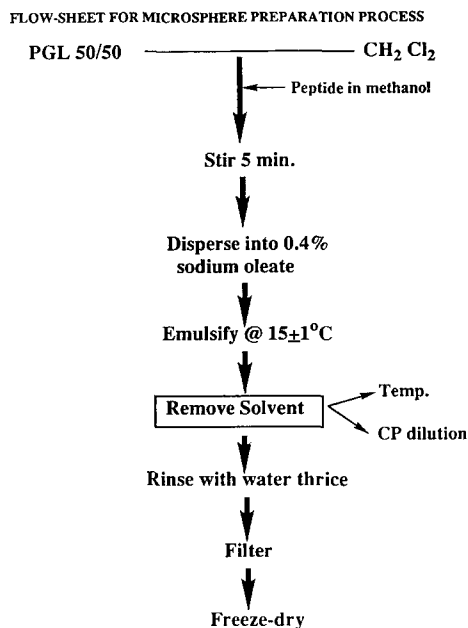 FLOW-SHEET FOR MICROSPHERE PREPARATION PROCESS
PGL 50/50 CH2 Cl2
Peptide in methanol
Stir 5 min.
Disperse into 0.4%
sodium oleate
Emulsify @ 15±1°C
Remove Solvent
Temp.
CP dilution
Rinse with water thrice
Filter
Freeze-dry